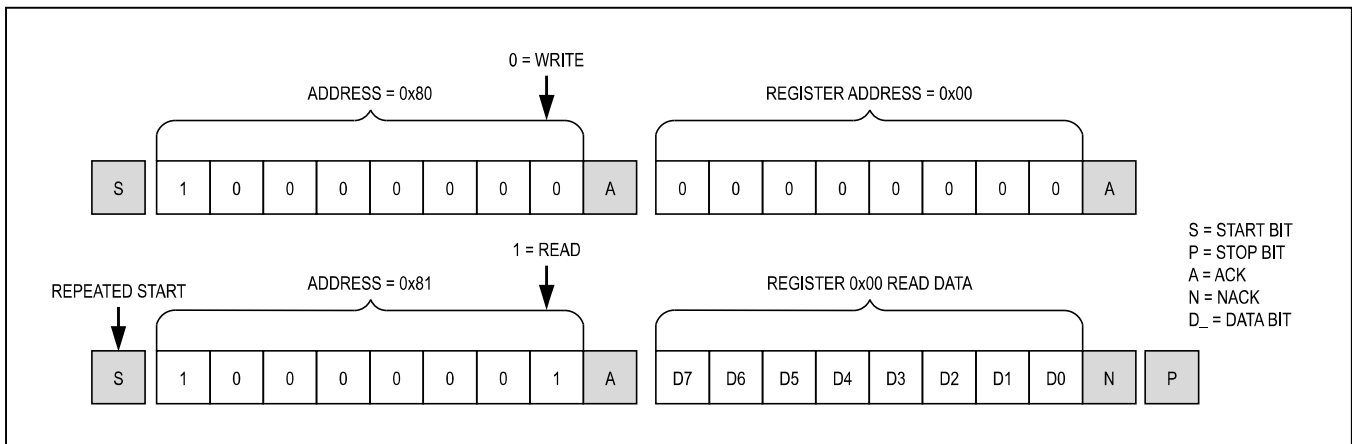 0 = WRITE
ADDRESS = 0x80
REGISTER ADDRESS = 0x00
S 1 0 0 0 0 0 0 0 A 0 0 0 0 0 0 0 0 A
1 = READ
REPEATED START
ADDRESS = 0x81
REGISTER 0x00 READ DATA
S 1 0 0 0 0 0 0 1 A D7 D6 D5 D4 D3 D2 D1 D0 N P
S = START BIT
P = STOP BIT
A = ACK
N = NACK
D_ = DATA BIT